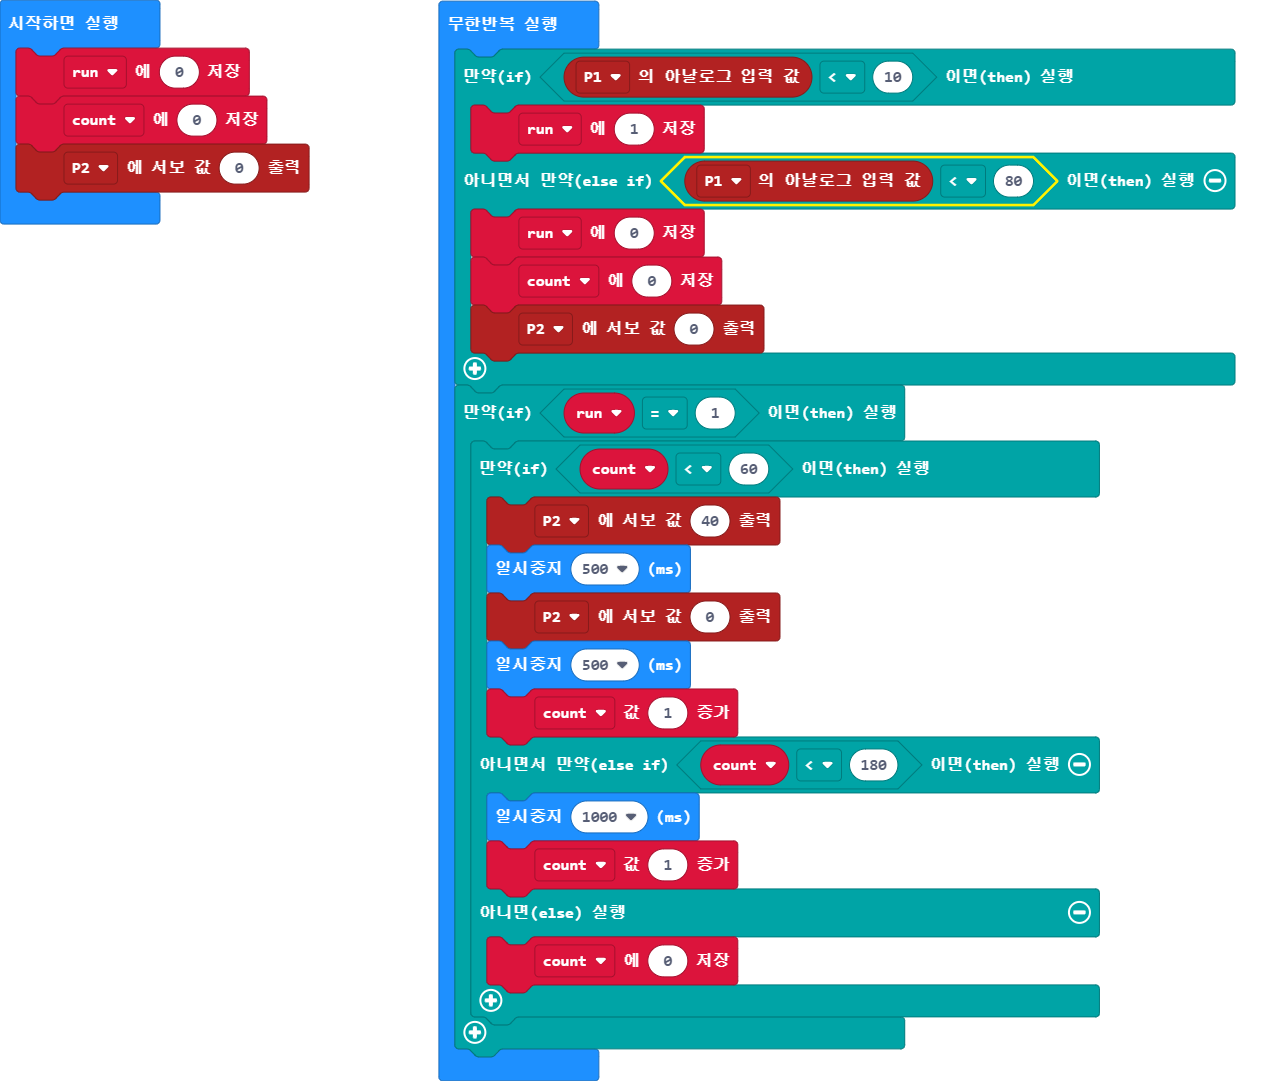 시작하면 실행
run 에 0 저장
count 에 0 저장
P2 에 서보 값 0 출력
무한반복 실행
만약(if) P1 의 아날로그 입력 값 < 10 이면(then) 실행
run 에 1 저장
아니면서 만약(else if) P1 의 아날로그 입력 값 < 80 이면(then) 실행
run 에 0 저장
count 에 0 저장
P2 에 서보 값 0 출력
만약(if) run = 1 이면(then) 실행
만약(if) count < 60 이면(then) 실행
P2 에 서보 값 40 출력
일시중지 500 (ms)
P2 에 서보 값 0 출력
일시중지 500 (ms)
count 값 1 증가
아니면서 만약(else if) count < 180 이면(then) 실행
일시중지 1000 (ms)
count 값 1 증가
아니면(else) 실행
count 에 0 저장